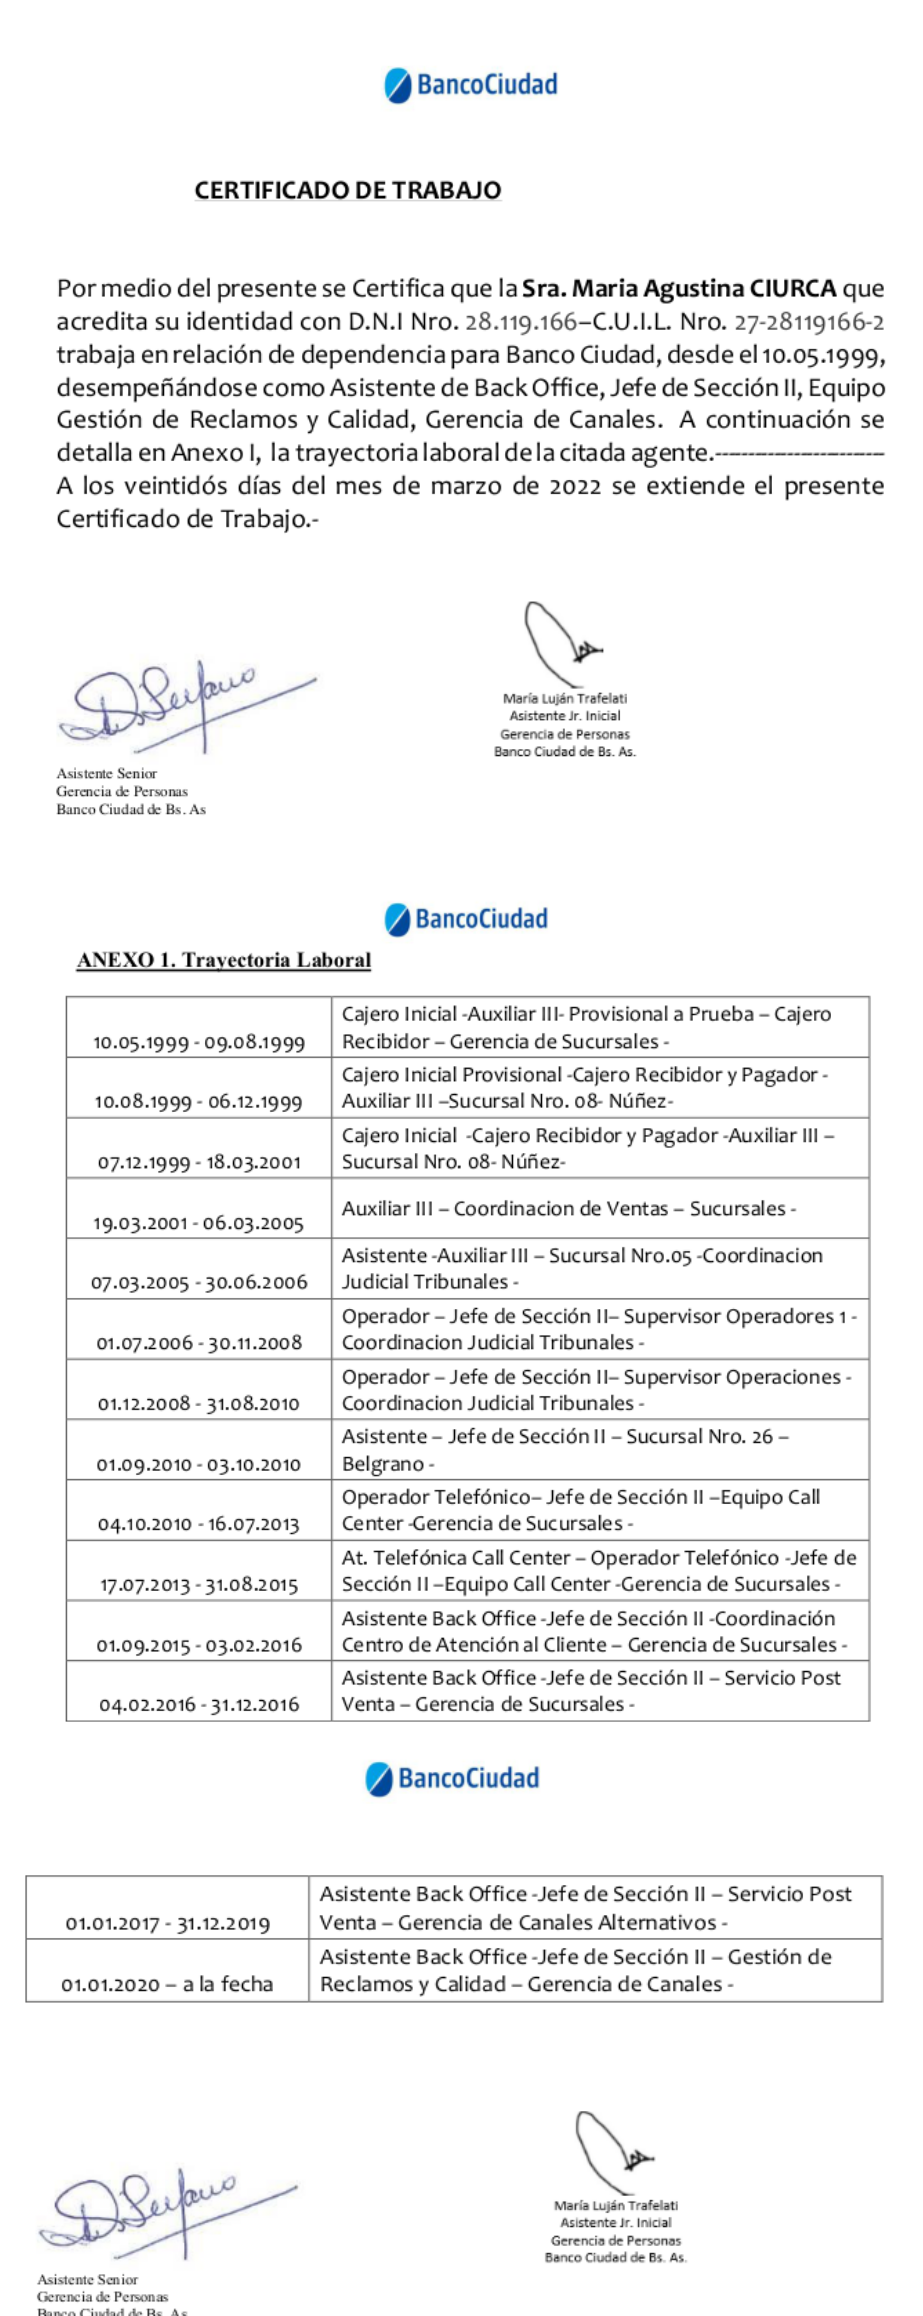 BancoCiudad
CERTIFICADO DE TRABAJO
Por medio del presente se Certifica que la Sra. Maria Agustina CIURCA que
acredita su identidad con D.N.I Nro. 28.119.166–C.U.I.L. Nro. 27-28119166-2
trabaja en relación de dependencia para Banco Ciudad, desde el 10.05.1999,
desempeñándose como Asistente de Back Office, Jefe de Sección II, Equipo
Gestión de Reclamos y Calidad, Gerencia de Canales. A continuación se
detalla en Anexo I, la trayectoria laboral de la citada agente.------------------------
A los veintidós días del mes de marzo de 2022 se extiende el presente
Certificado de Trabajo.-
María Luján Trafelati
Asistente Jr. Inicial
Gerencia de Personas
Banco Ciudad de Bs. As.
Asistente Senior
Gerencia de Personas
Banco Ciudad de Bs. As
BancoCiudad
ANEXO 1. Trayectoria Laboral
Cajero Inicial -Auxiliar III- Provisional a Prueba – Cajero
10.05.1999 - 09.08.1999 Recibidor – Gerencia de Sucursales -
Cajero Inicial Provisional -Cajero Recibidor y Pagador -
10.08.1999 - 06.12.1999 Auxiliar III –Sucursal Nro. 08- Núñez-
Cajero Inicial -Cajero Recibidor y Pagador -Auxiliar III –
07.12.1999 - 18.03.2001 Sucursal Nro. 08- Núñez-
19.03.2001 - 06.03.2005 Auxiliar III – Coordinacion de Ventas – Sucursales -
Asistente -Auxiliar III – Sucursal Nro.05 -Coordinacion
07.03.2005 - 30.06.2006 Judicial Tribunales -
Operador – Jefe de Sección II– Supervisor Operadores 1 -
01.07.2006 - 30.11.2008 Coordinacion Judicial Tribunales -
Operador – Jefe de Sección II– Supervisor Operaciones -
01.12.2008 - 31.08.2010 Coordinacion Judicial Tribunales -
Asistente – Jefe de Sección II – Sucursal Nro. 26 –
01.09.2010 - 03.10.2010 Belgrano -
Operador Telefónico– Jefe de Sección II –Equipo Call
04.10.2010 - 16.07.2013 Center -Gerencia de Sucursales -
At. Telefónica Call Center – Operador Telefónico -Jefe de
17.07.2013 - 31.08.2015 Sección II –Equipo Call Center -Gerencia de Sucursales -
Asistente Back Office -Jefe de Sección II -Coordinación
01.09.2015 - 03.02.2016 Centro de Atención al Cliente – Gerencia de Sucursales -
Asistente Back Office -Jefe de Sección II – Servicio Post
04.02.2016 - 31.12.2016 Venta – Gerencia de Sucursales -
BancoCiudad
Asistente Back Office -Jefe de Sección II – Servicio Post
01.01.2017 - 31.12.2019 Venta – Gerencia de Canales Alternativos -
Asistente Back Office -Jefe de Sección II – Gestión de
01.01.2020 – a la fecha Reclamos y Calidad – Gerencia de Canales -
María Luján Trafelati
Asistente Jr. Inicial
Gerencia de Personas
Banco Ciudad de Bs. As.
Asistente Senior
Gerencia de Personas
Banco Ciudad de Bs. As